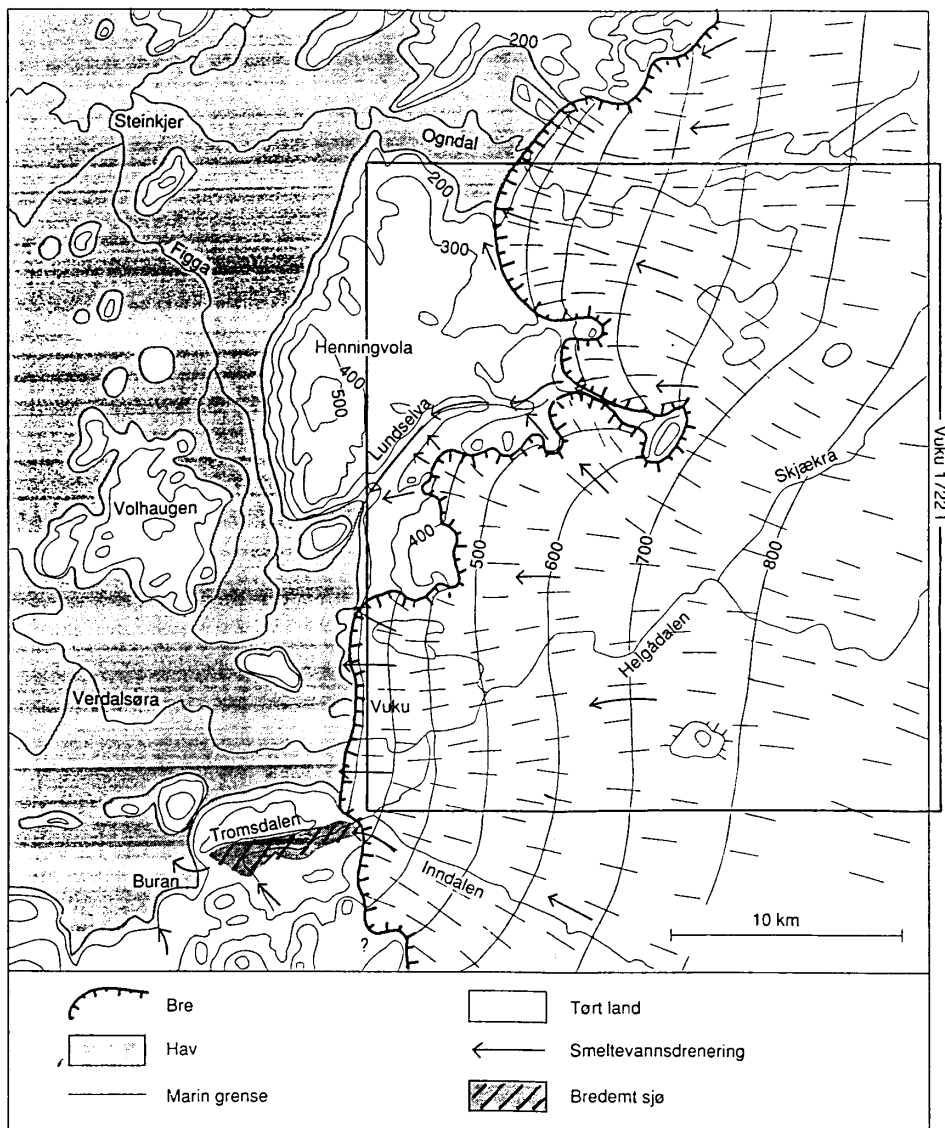 200
Steinkjer
Ogndal
200
Figga
300
Henningvola
400
500
Lundselva
Skjækra
Volhaugen
400
500
600
700
800
Vuku 1722 I
Helgådalen
Verdalsøra
Vuku
Tromsdalen
Buran
Inndalen
?
10 km
Bre
Tørt land
Hav
Smeltevannsdrenering
Marin grense
Bredemt sjø